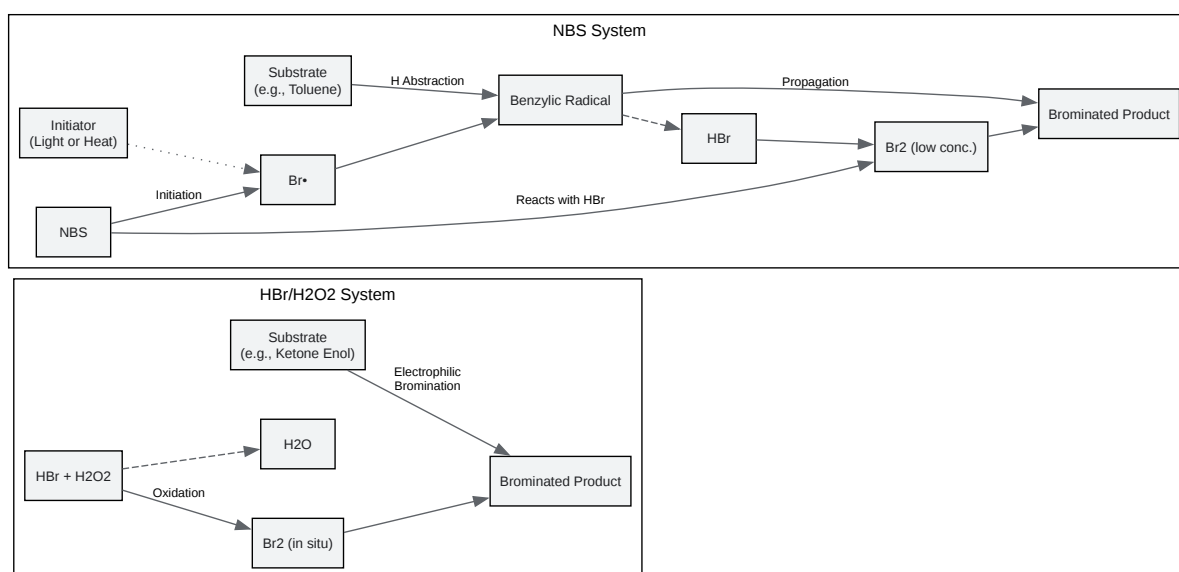 NBS System
Substrate
(e.g., Toluene)
H Abstraction
Benzylic Radical
Propagation
Brominated Product
Initiator
(Light or Heat)
Br•
HBr
Br2 (low conc.)
Initiation
Reacts with HBr
NBS
HBr/H2O2 System
Substrate
(e.g., Ketone Enol)
Electrophilic
Bromination
H2O
HBr + H2O2
Oxidation
Brominated Product
Br2 (in situ)